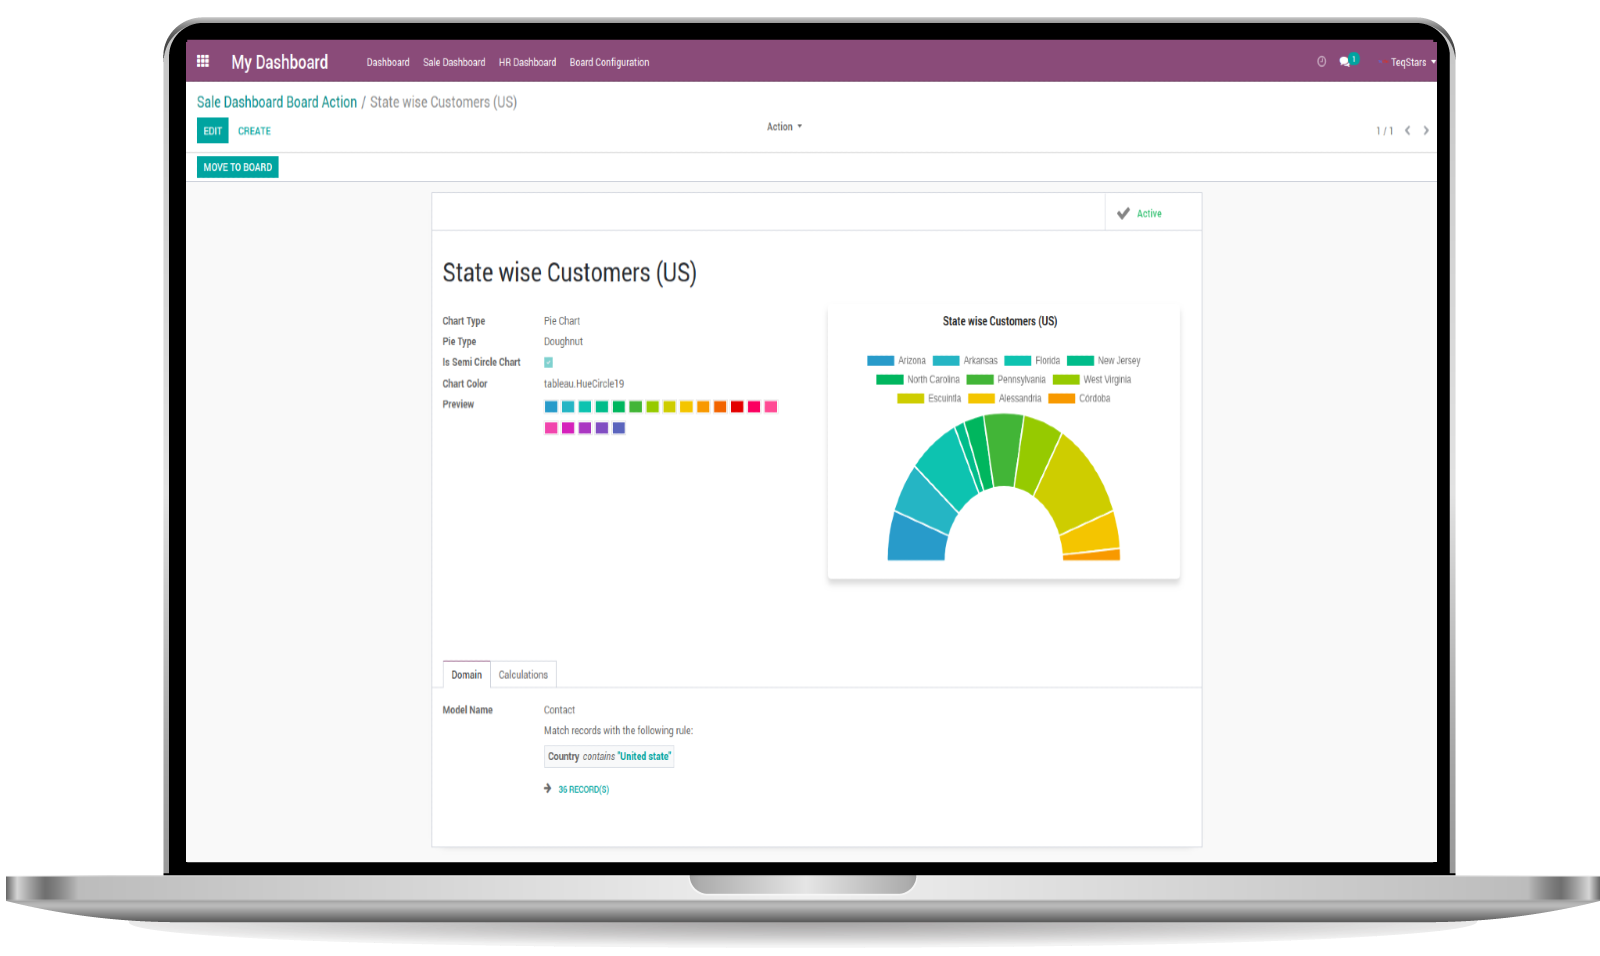 My Dashboard Dashboard Sale Dashboard HR Dashboard Board Configuration 1 TeqStars
Sale Dashboard Board Action / State wise Customers (US)
EDIT CREATE Action 1 / 1
MOVE TO BOARD
Active
State wise Customers (US)
Chart Type Pie Chart
Pie Type Doughnut
Is Semi Circle Chart
Chart Color tableau.HueCircle19
Preview
State wise Customers (US)
Arizona Arkansas Florida New Jersey
North Carolina Pennsylvania West Virginia
Escuintla Alessandria Córdoba
Domain Calculations
Model Name Contact
Match records with the following rule:
Country contains "United state"
36 RECORD(S)